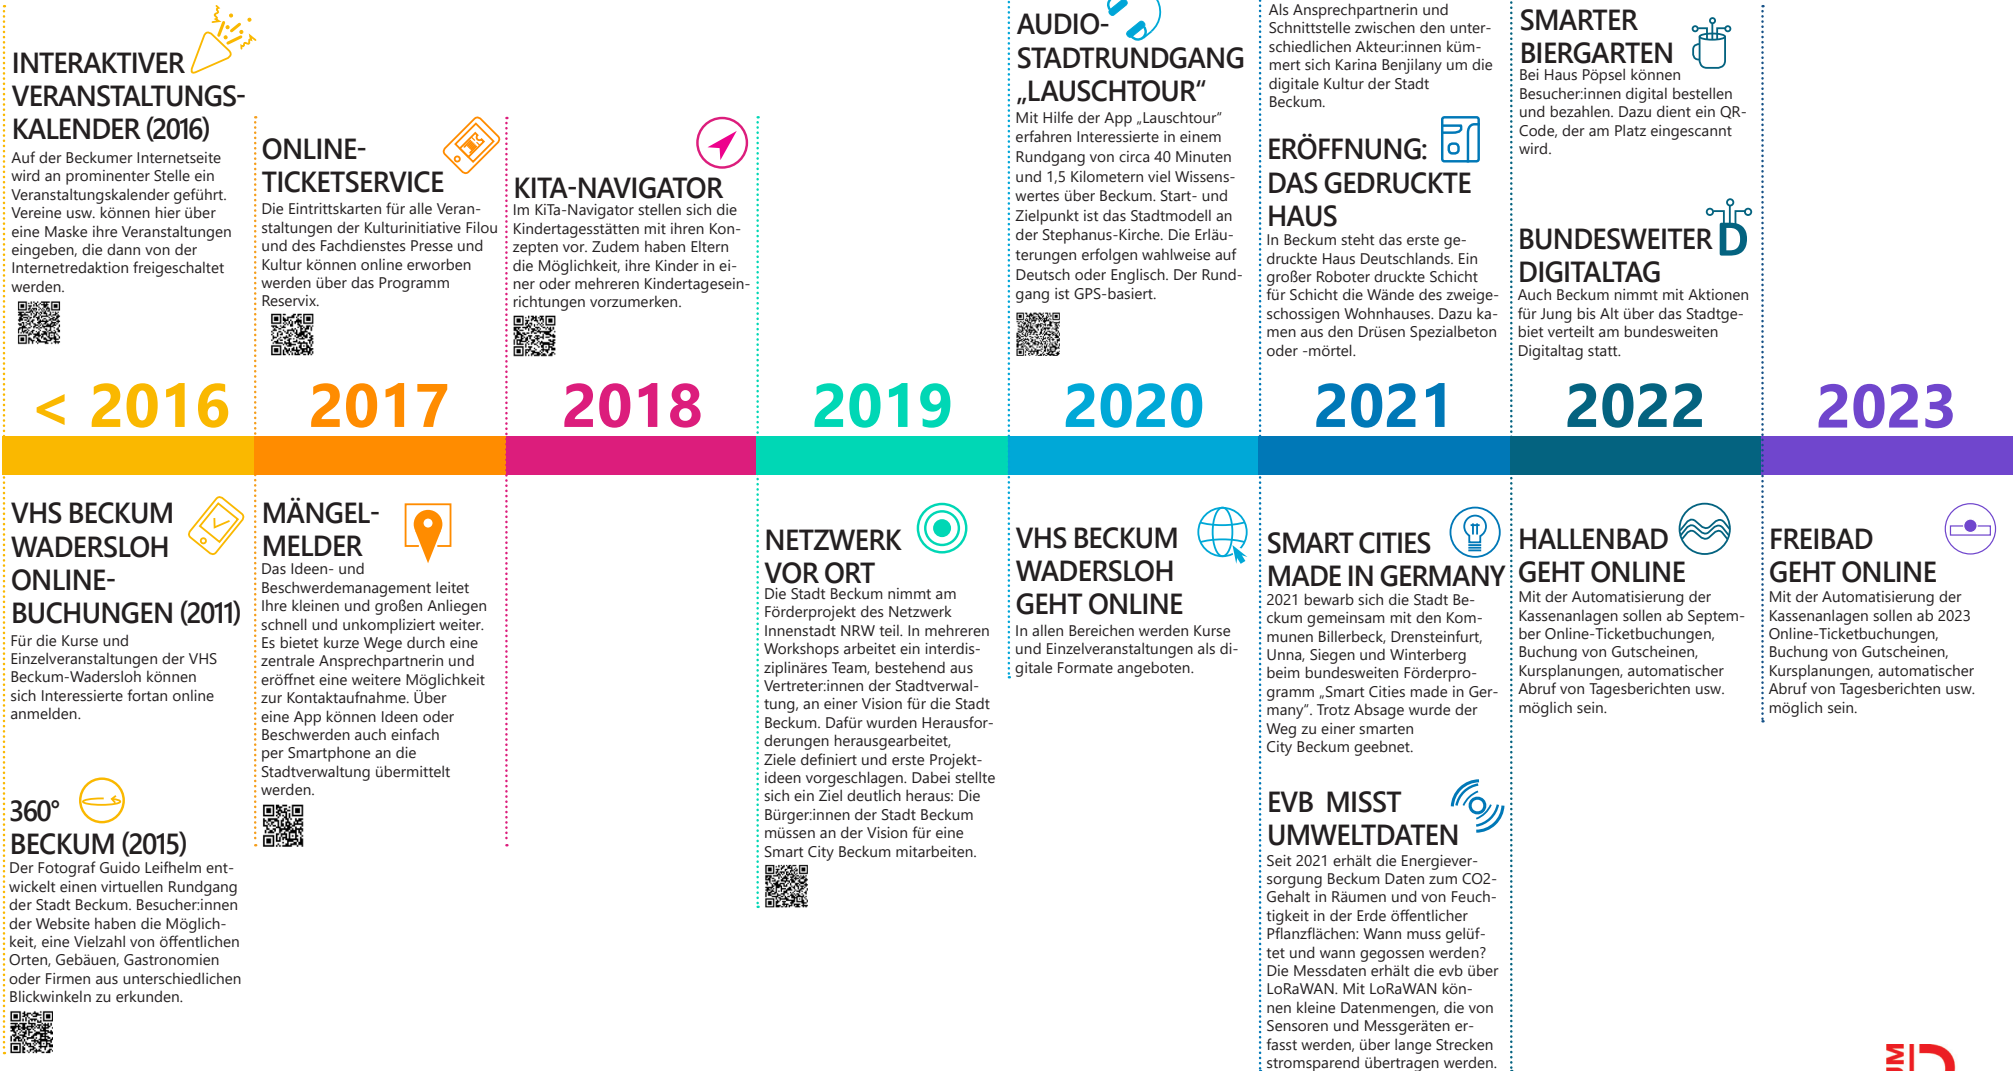 INTERAKTIVER
VERANSTALTUNGS-
KALENDER (2016)
Auf der Beckumer Internetseite
wird an prominenter Stelle ein
Veranstaltungskalender geführt.
Vereine usw. können hier über
eine Maske ihre Veranstaltungen
eingeben, die dann von der
Internetredaktion freigeschaltet
werden.
ONLINE-
TICKETSERVICE
Die Eintrittskarten für alle Veran-
staltungen der Kulturinitiative Filou
und des Fachdienstes Presse und
Kultur können online erworben
werden über das Programm
Reservix.
KITA-NAVIGATOR
Im KiTa-Navigator stellen sich die
Kindertagesstätten mit ihren Kon-
zepten vor. Zudem haben Eltern
die Möglichkeit, ihre Kinder in ei-
ner oder mehreren Kindertagesein-
richtungen vorzumerken.
AUDIO-
STADTRUNDGANG
„LAUSCHTOUR“
Mit Hilfe der App „Lauschtour“
erfahren Interessierte in einem
Rundgang von circa 40 Minuten
und 1,5 Kilometern viel Wissens-
wertes über Beckum. Start- und
Zielpunkt ist das Stadtmodell an
der Stephanus-Kirche. Die Erläu-
terungen erfolgen wahlweise auf
Deutsch oder Englisch. Der Rund-
gang ist GPS-basiert.
Als Ansprechpartnerin und
Schnittstelle zwischen den unter-
schiedlichen Akteur:innen küm-
mert sich Karina Benjilany um die
digitale Kultur der Stadt
Beckum.
ERÖFFNUNG:
DAS GEDRUCKTE
HAUS
In Beckum steht das erste ge-
druckte Haus Deutschlands. Ein
großer Roboter druckte Schicht
für Schicht die Wände des zweige-
schossigen Wohnhauses. Dazu ka-
men aus den Drüsen Spezialbeton
oder -mörtel.
SMARTER
BIERGARTEN
Bei Haus Pöpsel können
Besucher:innen digital bestellen
und bezahlen. Dazu dient ein QR-
Code, der am Platz eingescannt
wird.
BUNDESWEITER D
DIGITALTAG
Auch Beckum nimmt mit Aktionen
für Jung bis Alt über das Stadtge-
biet verteilt am bundesweiten
Digitaltag statt.
< 2016 2017 2018 2019 2020 2021 2022 2023
VHS BECKUM
WADERSLOH
ONLINE-
BUCHUNGEN (2011)
Für die Kurse und
Einzelveranstaltungen der VHS
Beckum-Wadersloh können
sich Interessierte fortan online
anmelden.
360°
BECKUM (2015)
Der Fotograf Guido Leifhelm ent-
wickelt einen virtuellen Rundgang
der Stadt Beckum. Besucher:innen
der Website haben die Möglich-
keit, eine Vielzahl von öffentlichen
Orten, Gebäuen, Gastronomien
oder Firmen aus unterschiedlichen
Blickwinkeln zu erkunden.
MÄNGEL-
MELDER
Das Ideen- und
Beschwerdemanagement leitet
Ihre kleinen und großen Anliegen
schnell und unkompliziert weiter.
Es bietet kurze Wege durch eine
zentrale Ansprechpartnerin und
eröffnet eine weitere Möglichkeit
zur Kontaktaufnahme. Über
eine App können Ideen oder
Beschwerden auch einfach
per Smartphone an die
Stadtverwaltung übermittelt
werden.
NETZWERK
VOR ORT
Die Stadt Beckum nimmt am
Förderprojekt des Netzwerk
Innenstadt NRW teil. In mehreren
Workshops arbeitet ein interdis-
ziplinäres Team, bestehend aus
Vertreter:innen der Stadtverwal-
tung, an einer Vision für die Stadt
Beckum. Dafür wurden Herausfor-
derungen herausgearbeitet,
Ziele definiert und erste Projekt-
ideen vorgeschlagen. Dabei stellte
sich ein Ziel deutlich heraus: Die
Bürger:innen der Stadt Beckum
müssen an der Vision für eine
Smart City Beckum mitarbeiten.
VHS BECKUM
WADERSLOH
GEHT ONLINE
In allen Bereichen werden Kurse
und Einzelveranstaltungen als di-
gitale Formate angeboten.
SMART CITIES
MADE IN GERMANY
2021 bewarb sich die Stadt Be-
ckum gemeinsam mit den Kom-
munen Billerbeck, Drensteinfurt,
Unna, Siegen und Winterberg
beim bundesweiten Förderpro-
gramm „Smart Cities made in Ger-
many“. Trotz Absage wurde der
Weg zu einer smarten
City Beckum geebnet.
EVB MISST
UMWELTDATEN
Seit 2021 erhält die Energiever-
sorgung Beckum Daten zum CO2-
Gehalt in Räumen und von Feuch-
tigkeit in der Erde öffentlicher
Pflanzflächen: Wann muss gelüf-
tet und wann gegossen werden?
Die Messdaten erhält die evb über
LoRaWAN. Mit LoRaWAN kön-
nen kleine Datenmengen, die von
Sensoren und Messgeräten er-
fasst werden, über lange Strecken
stromsparend übertragen werden.
HALLENBAD
GEHT ONLINE
Mit der Automatisierung der
Kassenanlagen sollen ab Septem-
ber Online-Ticketbuchungen,
Buchung von Gutscheinen,
Kursplanungen, automatischer
Abruf von Tagesberichten usw.
möglich sein.
FREIBAD
GEHT ONLINE
Mit der Automatisierung der
Kassenanlagen sollen ab 2023
Online-Ticketbuchungen,
Buchung von Gutscheinen,
Kursplanungen, automatischer
Abruf von Tagesberichten usw.
möglich sein.